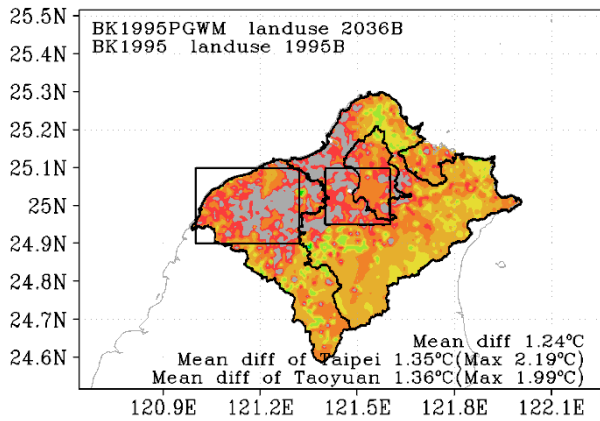 25.5N
BK1995PGWM landuse 2036B
BK1995 landuse 1995B
25.4N
25.3N
25.2N
25.1N
25N
24.9N
24.8N
24.7N
Mean diff 1.24°C
24.6N
Mean diff of Taipei 1.35°C(Max 2.19°C)
Mean diff of Taoyuan 1.36°C(Max 1.99°C)
120.9E 121.2E 121.5E 121.8E 122.1E